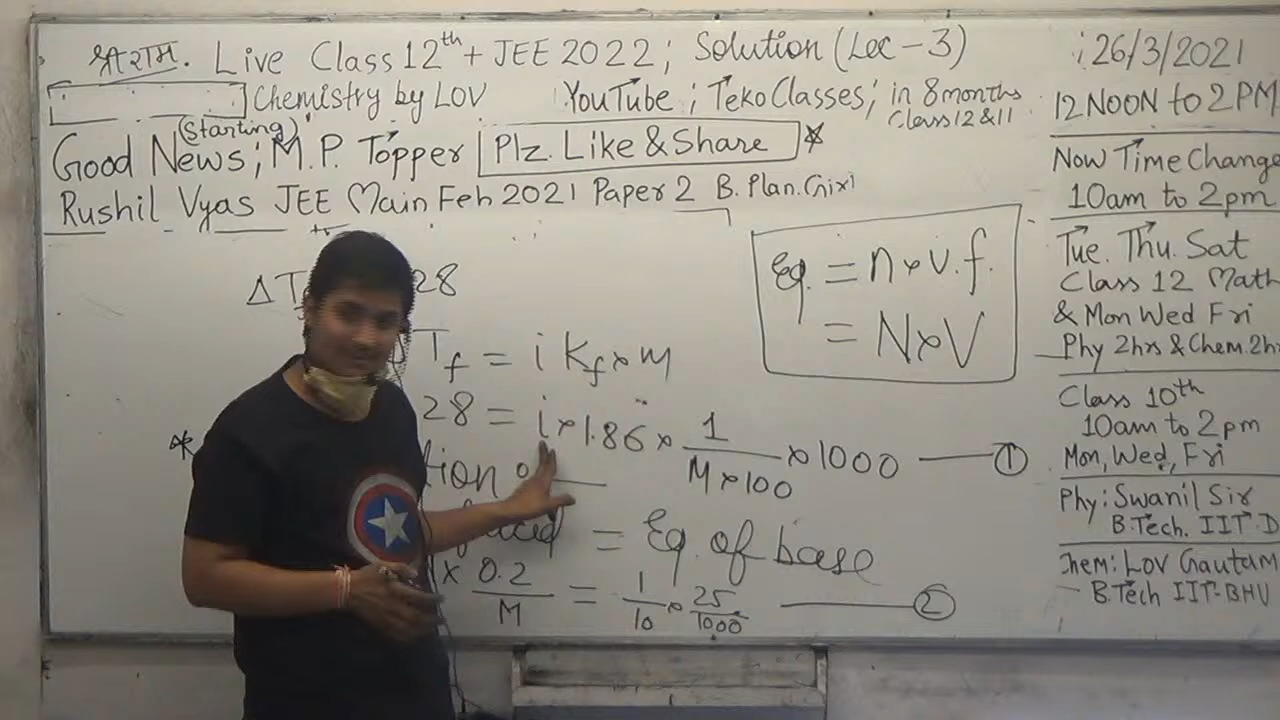 श्री राम. Live Class 12th + JEE 2022 ; Solution (Lec - 3)
Chemistry by LOV YouTube ; TekoClasses ; in 8 months
Class 12 & 11
(Starting)
Good News ; M.P. Topper Plz. Like & Share *
Rushil Vyas JEE Main Feb 2021 Paper 2 B. Plan.
Eq. = n × v.f.
= N × V
ΔT 28
T_f = i K_f × m
28 = i × 1.86 × 1/(M × 100) × 1000 — ①
*
tion
acid = Eq. of base
× 0.2/M = 1/10 × 25/1000 — ②
26/3/2021
12 NOON to 2 PM
Now Time Change
10am to 2pm
Tue. Thu. Sat
Class 12 Math
& Mon Wed Fri
Phy 2hrs & Chem. 2h
Class 10th
10am to 2pm
Mon, Wed, Fri
Phy ; Swanil Sir
B.Tech. IIT-D
Chem: Lov Gautam
B.Tech IIT-BHU